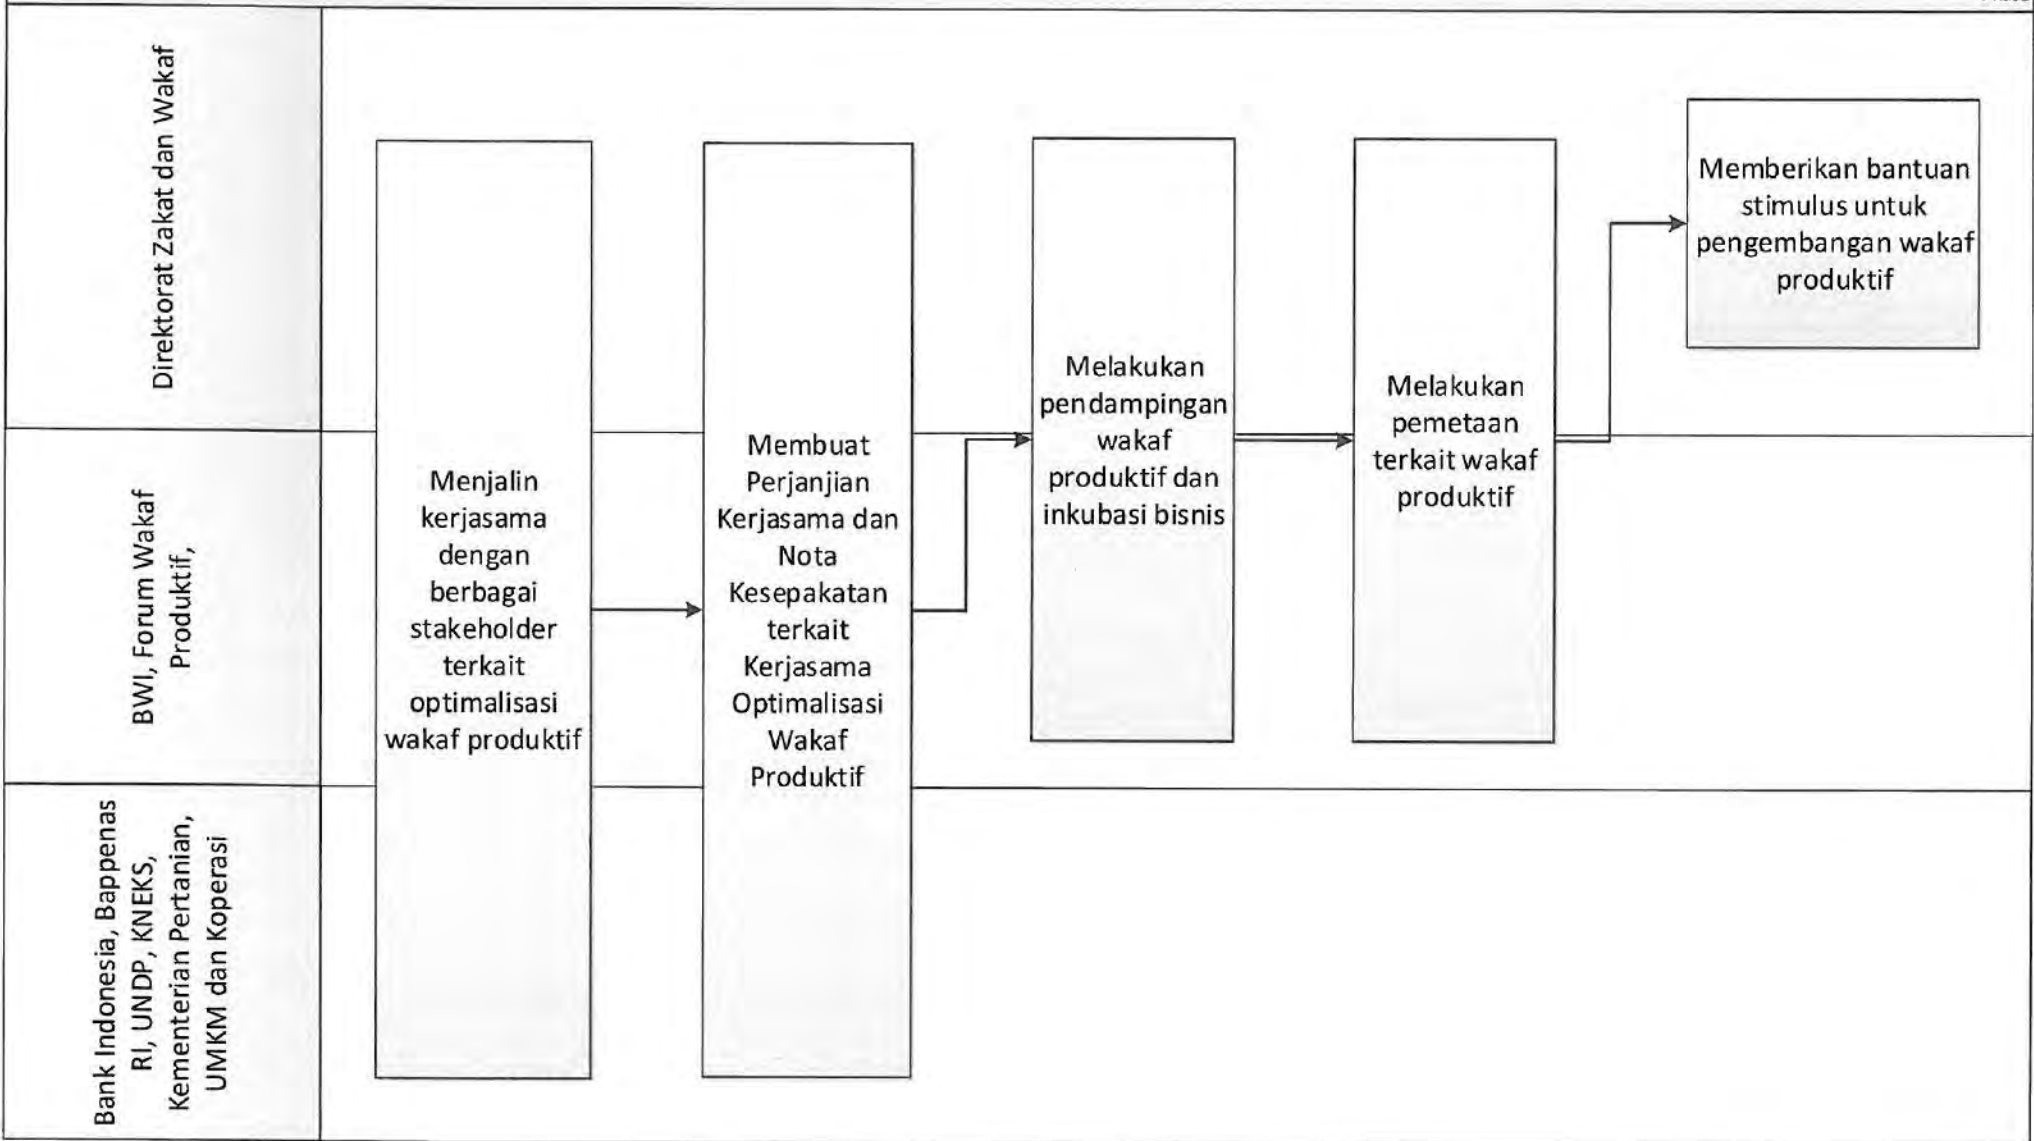 Direktorat Zakat dan Wakaf
BWI, Forum Wakaf
Produktif,
Bank Indonesia, Bappenas
RI, UNDP, KNEKS,
Kementerian Pertanian,
UMKM dan Koperasi
Menjalin
kerjasama
dengan
berbagai
stakeholder
terkait
optimalisasi
wakaf produktif
Membuat
Perjanjian
Kerjasama dan
Nota
Kesepakatan
terkait
Kerjasama
Optimalisasi
Wakaf
Produktif
Melakukan
pendampingan
wakaf
produktif dan
inkubasi bisnis
Melakukan
pemetaan
terkait wakaf
produktif
Memberikan bantuan
stimulus untuk
pengembangan wakaf
produktif